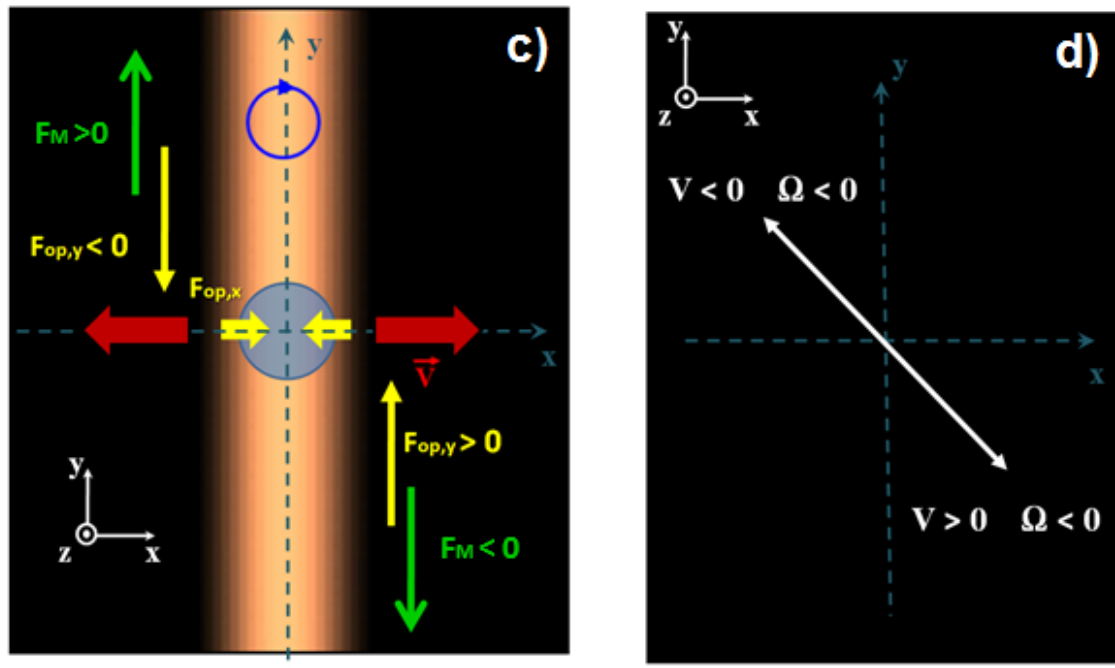 c)
y
F_M >0
F_op,y < 0
F_op,x
x
V⃗
F_op,y > 0
F_M < 0
y
z x
d)
y
z x
y
V < 0 Ω < 0
x
V > 0 Ω < 0